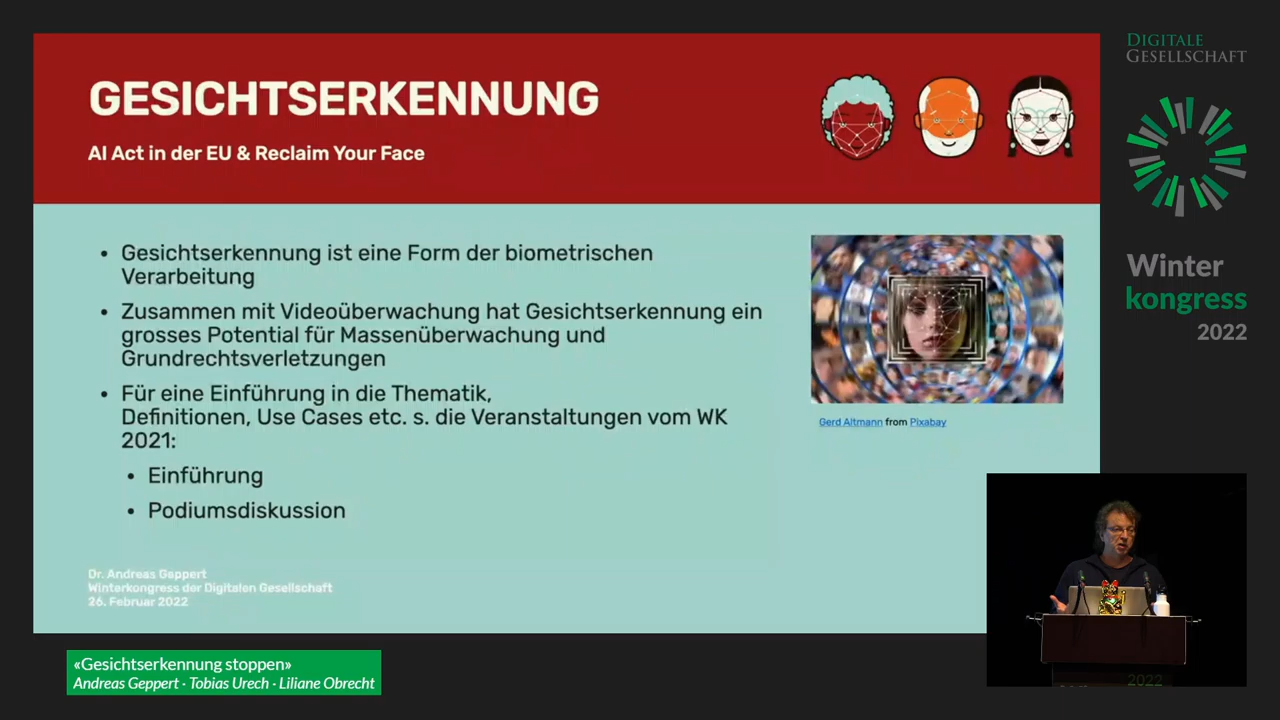 GESICHTSERKENNUNG
AI Act in der EU & Reclaim Your Face
• Gesichtserkennung ist eine Form der biometrischen
Verarbeitung
• Zusammen mit Videoüberwachung hat Gesichtserkennung ein
grosses Potential für Massenüberwachung und
Grundrechtsverletzungen
• Für eine Einführung in die Thematik,
Definitionen, Use Cases etc. s. die Veranstaltungen vom WK
2021:
• Einführung
• Podiumsdiskussion
Gerd Altmann from Pixabay
Dr. Andreas Geppert
Winterkongress der Digitalen Gesellschaft
26. Februar 2022
DIGITALE
GESELLSCHAFT
Winter
kongress
2022
2022
«Gesichtserkennung stoppen»
Andreas Geppert · Tobias Urech · Liliane Obrecht